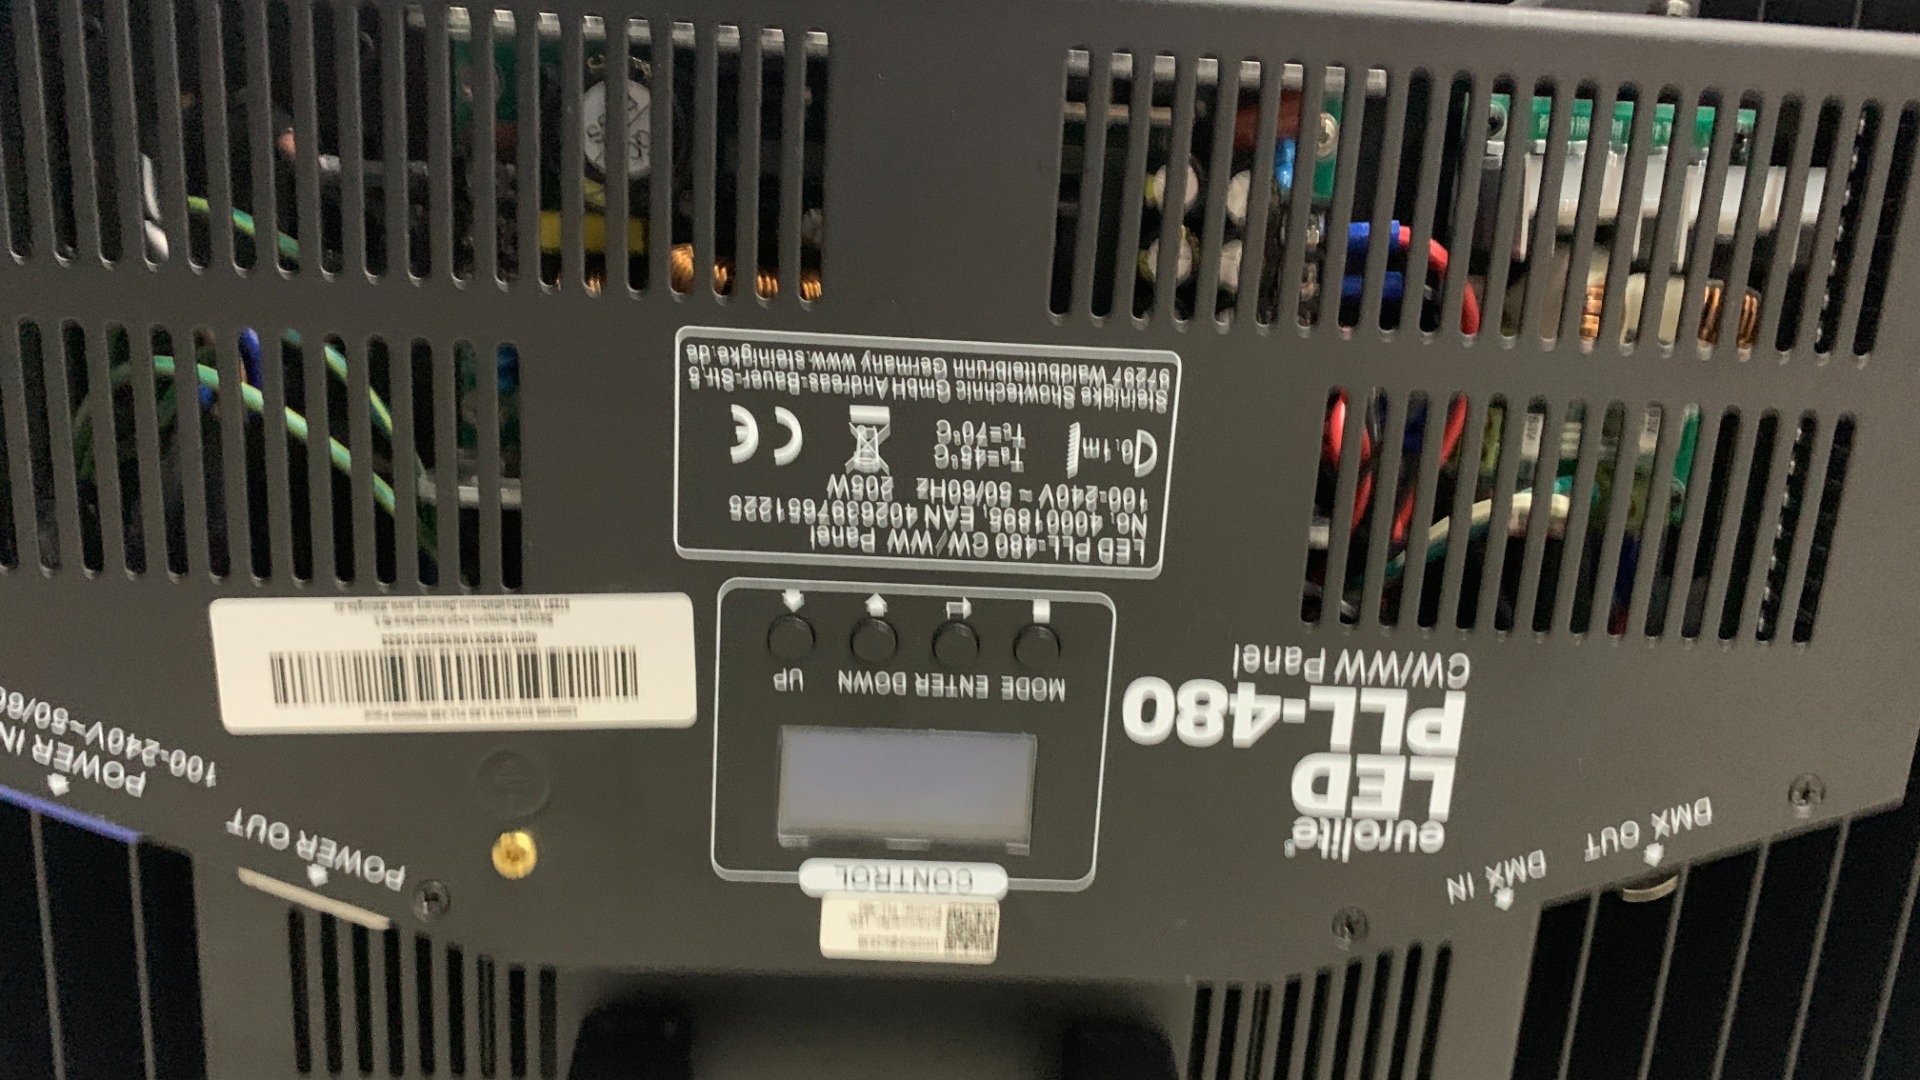 DMX IN
DMX OUT
eurolite®
LED
PLL-480
CW/WW Panel
CONTROL
MODE ENTER DOWN UP
POWER OUT
POWER IN
100-240V~50/60
LED PLL-480 CW/WW Panel
No. 40001895, EAN 4026397651225
100-240V ~ 50/60Hz 205W
0,1m
Ta=45°C
Tc=70°C
CE
Steinigke Showtechnic GmbH Andreas-Bauer-Str.5
97297 Waldbüttelbrunn Germany www.steinigke.de